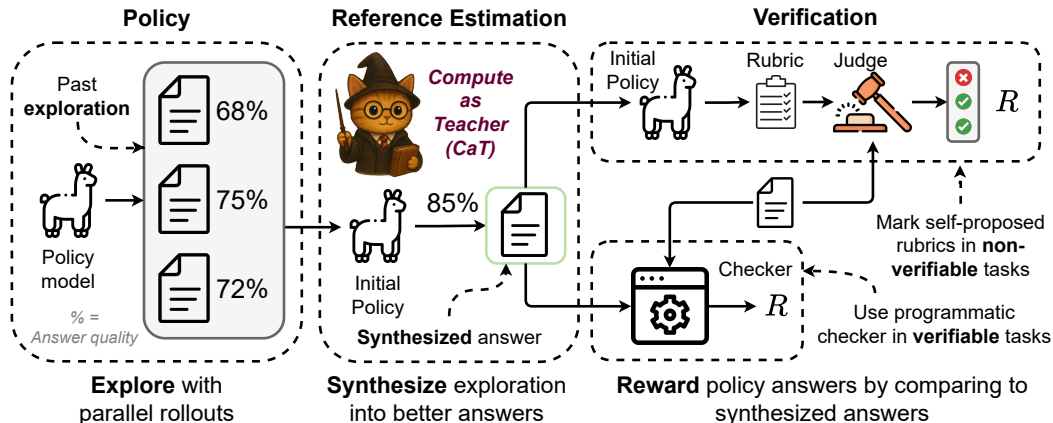 Policy
Past
exploration
68%
75%
72%
Policy
model
% =
Answer quality
Explore with
parallel rollouts
Reference Estimation
Compute
as
Teacher
(CaT)
85%
Initial
Policy
Synthesized answer
Synthesize exploration
into better answers
Verification
Initial
Policy
Rubric
Judge
R
Mark self-proposed
rubrics in non-
verifiable tasks
Checker
R
Use programmatic
checker in verifiable tasks
Reward policy answers by comparing to
synthesized answers